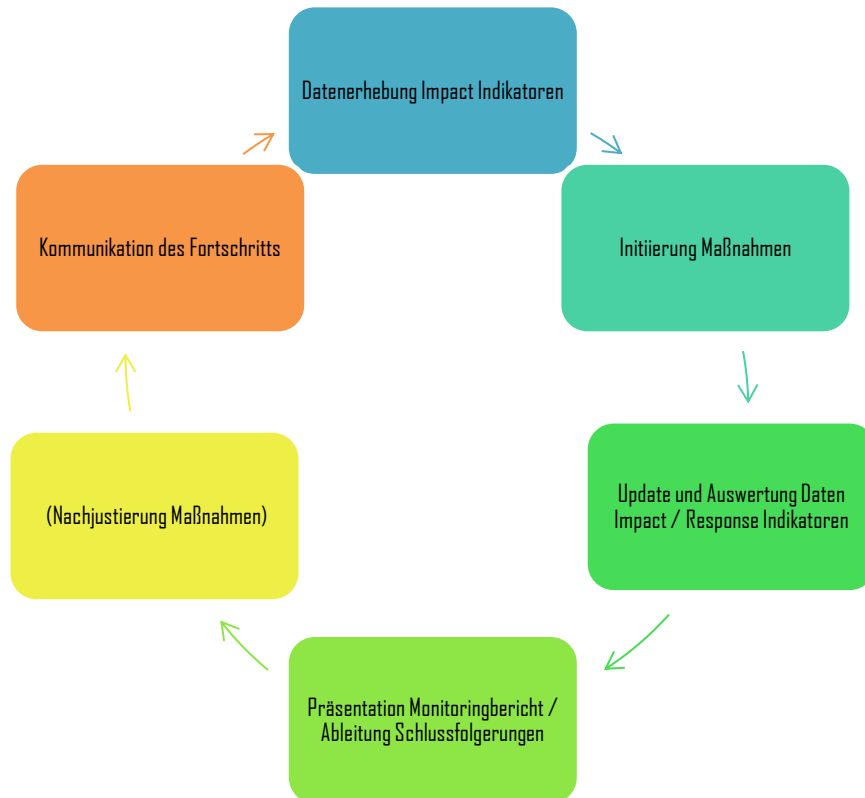 Datenerhebung Impact Indikatoren
Initiierung Maßnahmen
Update und Auswertung Daten
Impact / Response Indikatoren
Präsentation Monitoringbericht /
Ableitung Schlussfolgerungen
(Nachjustierung Maßnahmen)
Kommunikation des Fortschritts